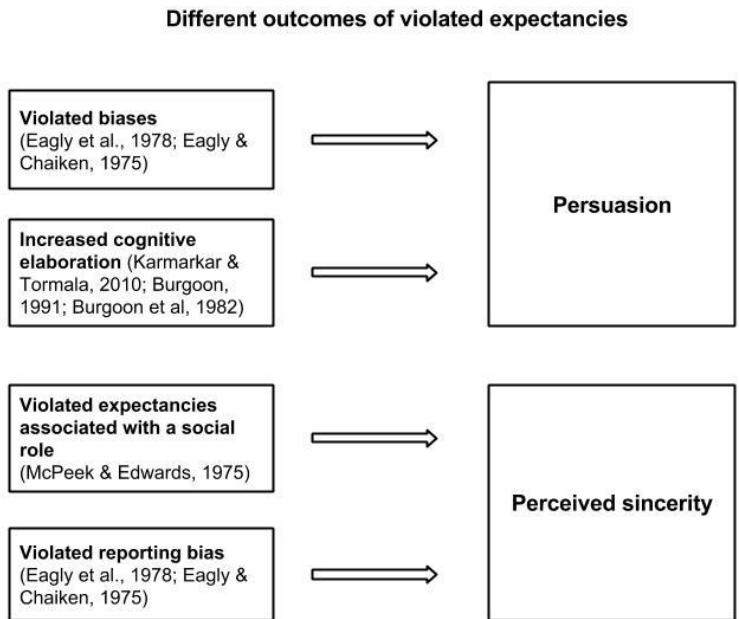 Different outcomes of violated expectancies
Violated biases
(Eagly et al., 1978; Eagly &
Chaiken, 1975)
Increased cognitive
elaboration (Karmarkar &
Tormala, 2010; Burgoon,
1991; Burgoon et al, 1982)
Persuasion
Violated expectancies
associated with a social
role
(McPeek & Edwards, 1975)
Violated reporting bias
(Eagly et al., 1978; Eagly &
Chaiken, 1975)
Perceived sincerity